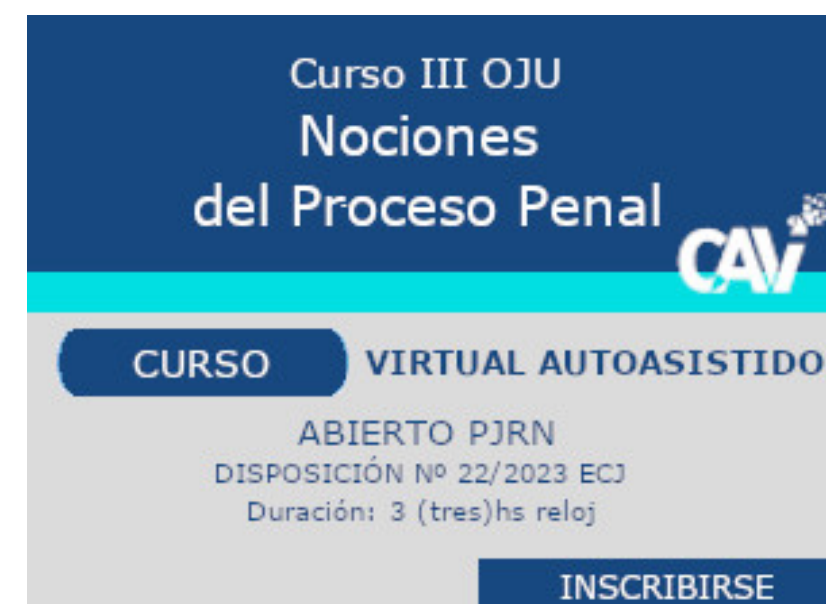 Curso III OJU
Nociones
del Proceso Penal
CAVi
CURSO
VIRTUAL AUTOASISTIDO
ABIERTO PJRN
DISPOSICIÓN Nº 22/2023 ECJ
Duración: 3 (tres)hs reloj
INSCRIBIRSE